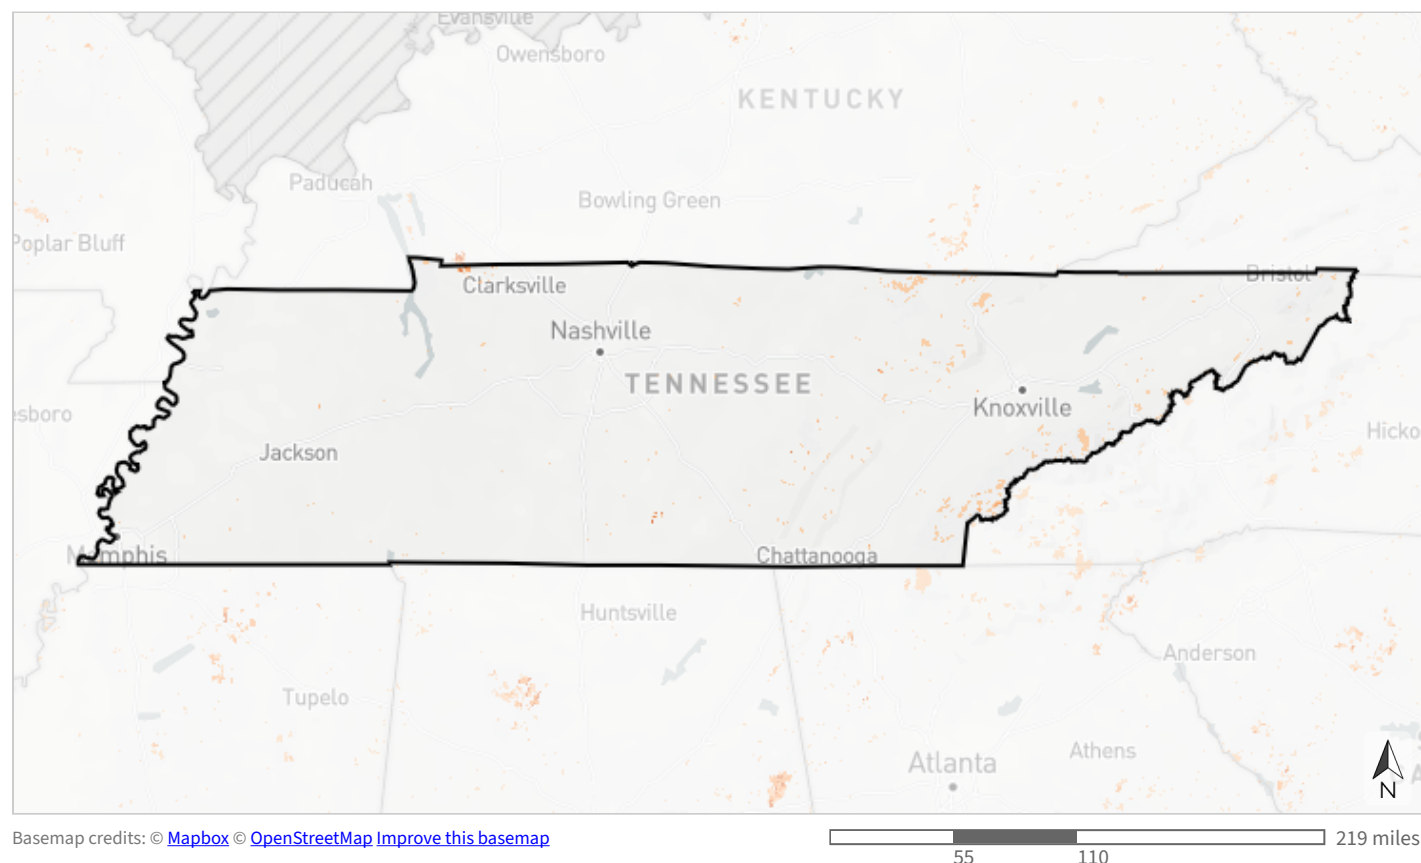 Evansville
Owensboro
KENTUCKY
Paducah
Bowling Green
Poplar Bluff
Bristol
Clarksville
Nashville
TENNESSEE
Knoxville
esboro
Hicko
Jackson
Memphis
Chattanooga
Huntsville
Anderson
Tupelo
Athens
Atlanta
A
N
Basemap credits: © Mapbox © OpenStreetMap Improve this basemap
219 miles
55 110